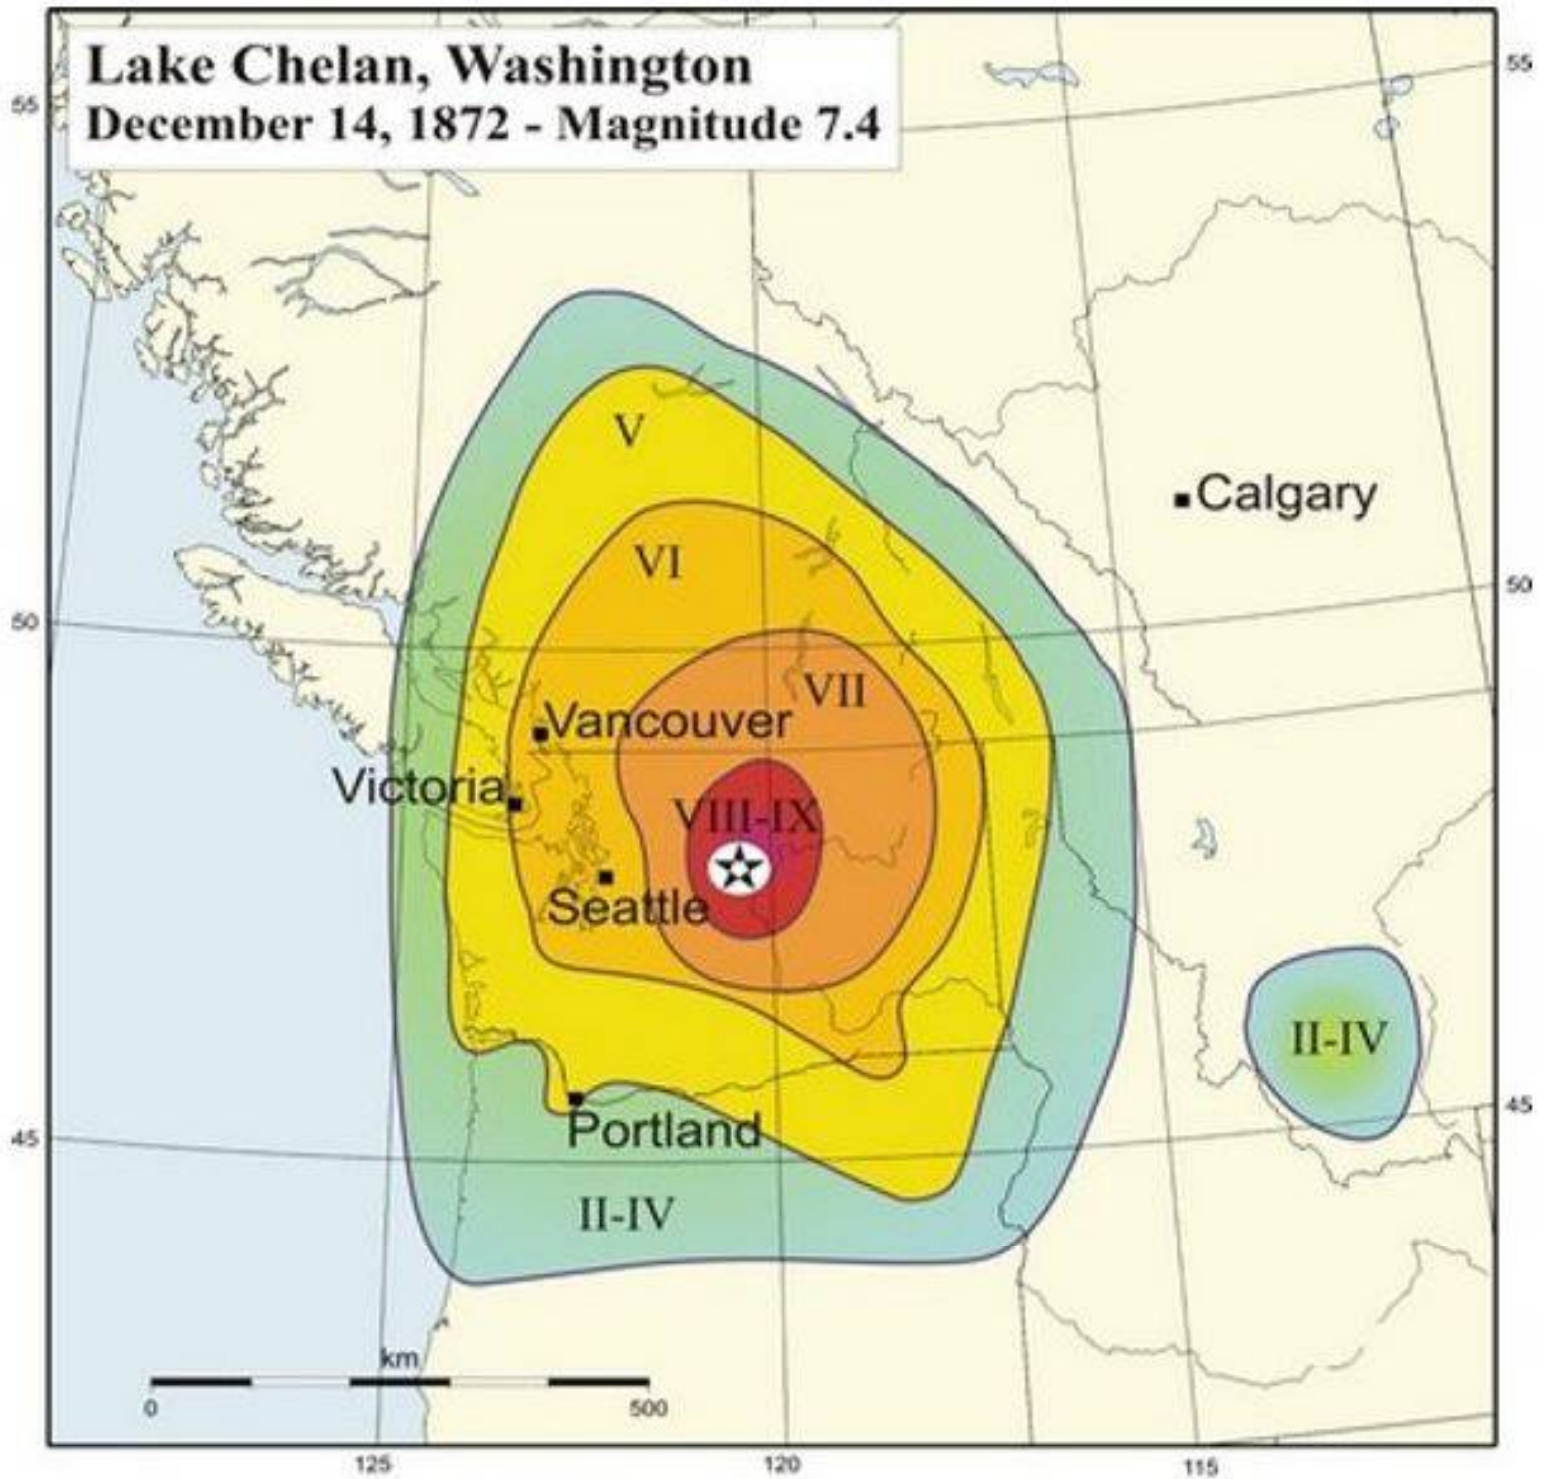 Lake Chelan, Washington
December 14, 1872 - Magnitude 7.4
55
55
V
Calgary
VI
50
50
VII
Vancouver
Victoria
VIII-IX
Seattle
II-IV
45
Portland
45
II-IV
km
0
500
125
120
115